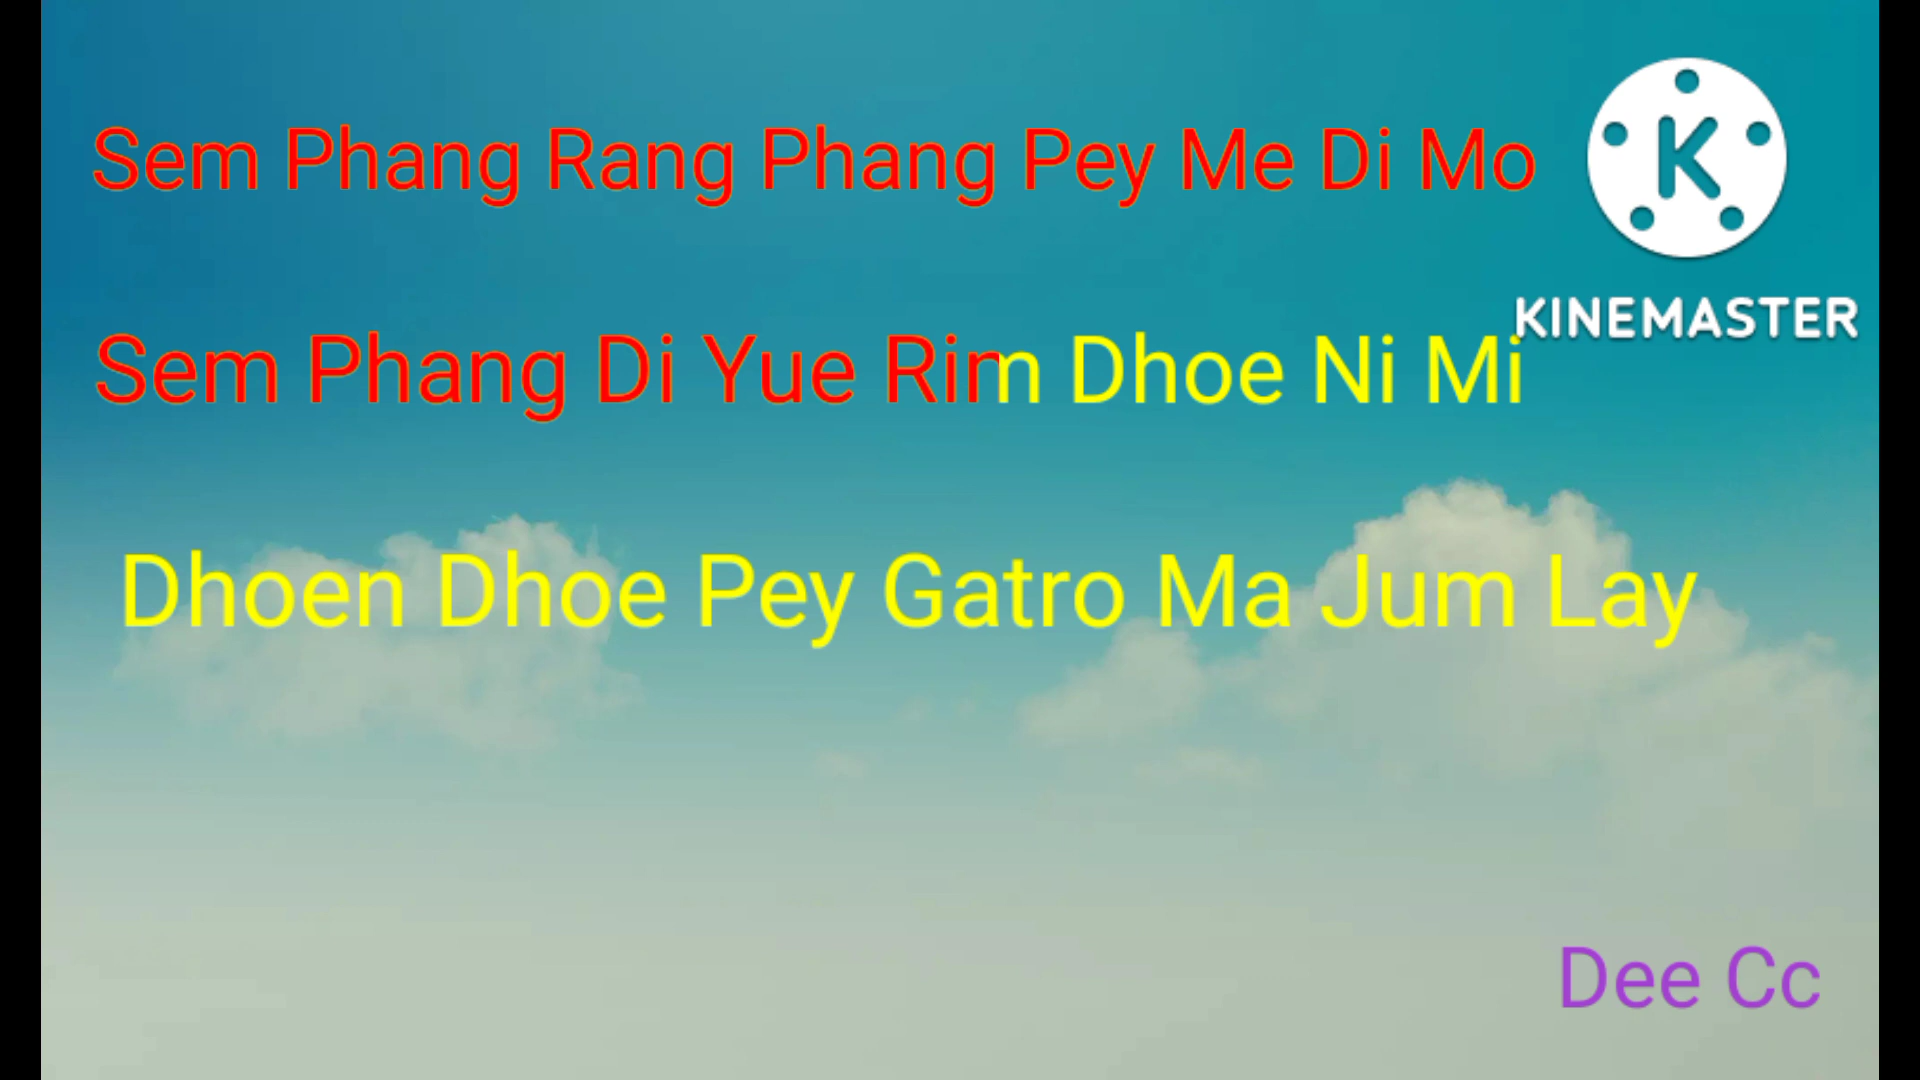 Sem Phang Rang Phang Pey Me Di Mo
KINEMASTER
Sem Phang Di Yue Rim Dhoe Ni Mi
Dhoen Dhoe Pey Gatro Ma Jum Lay
Dee Cc